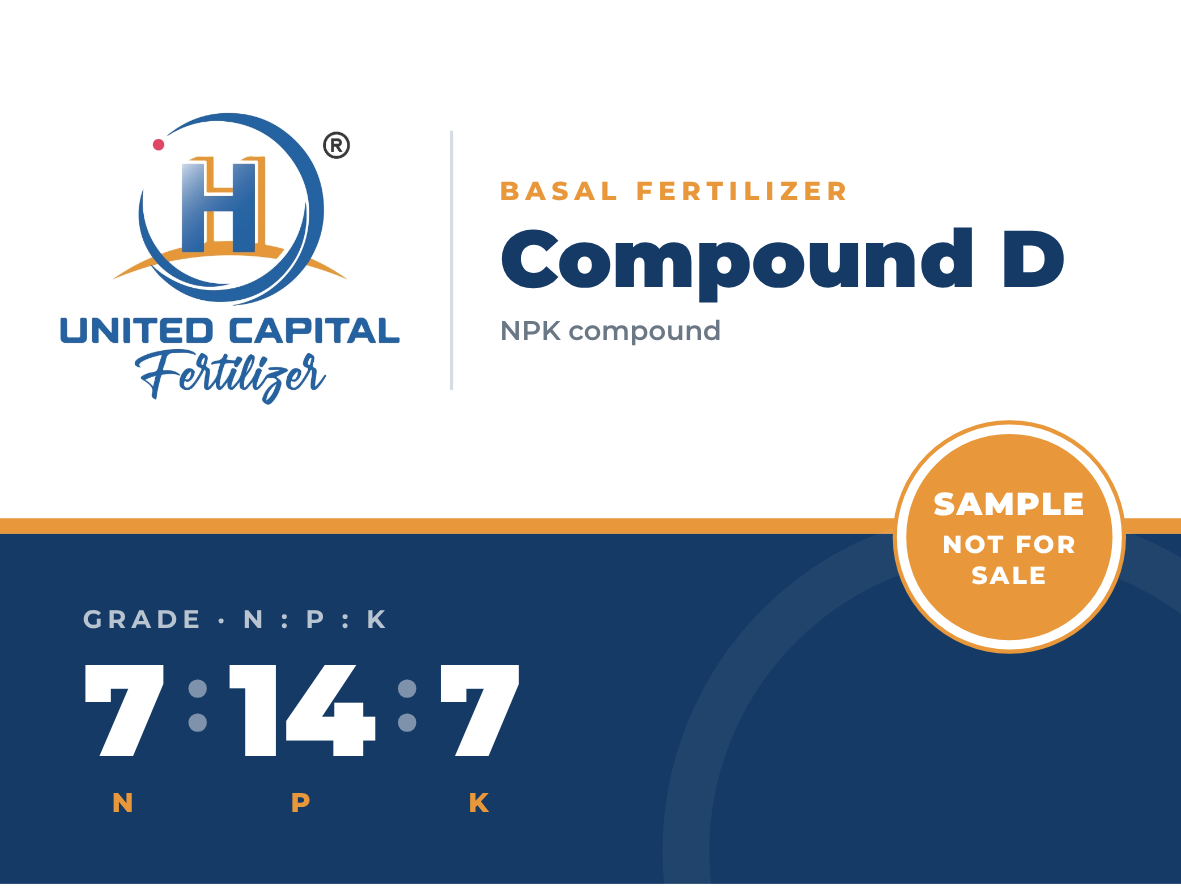 H
®
UNITED CAPITAL
Fertilizer
BASAL FERTILIZER
Compound D
NPK compound
SAMPLE
NOT FOR
SALE
GRADE · N : P : K
7:14:7
N P K